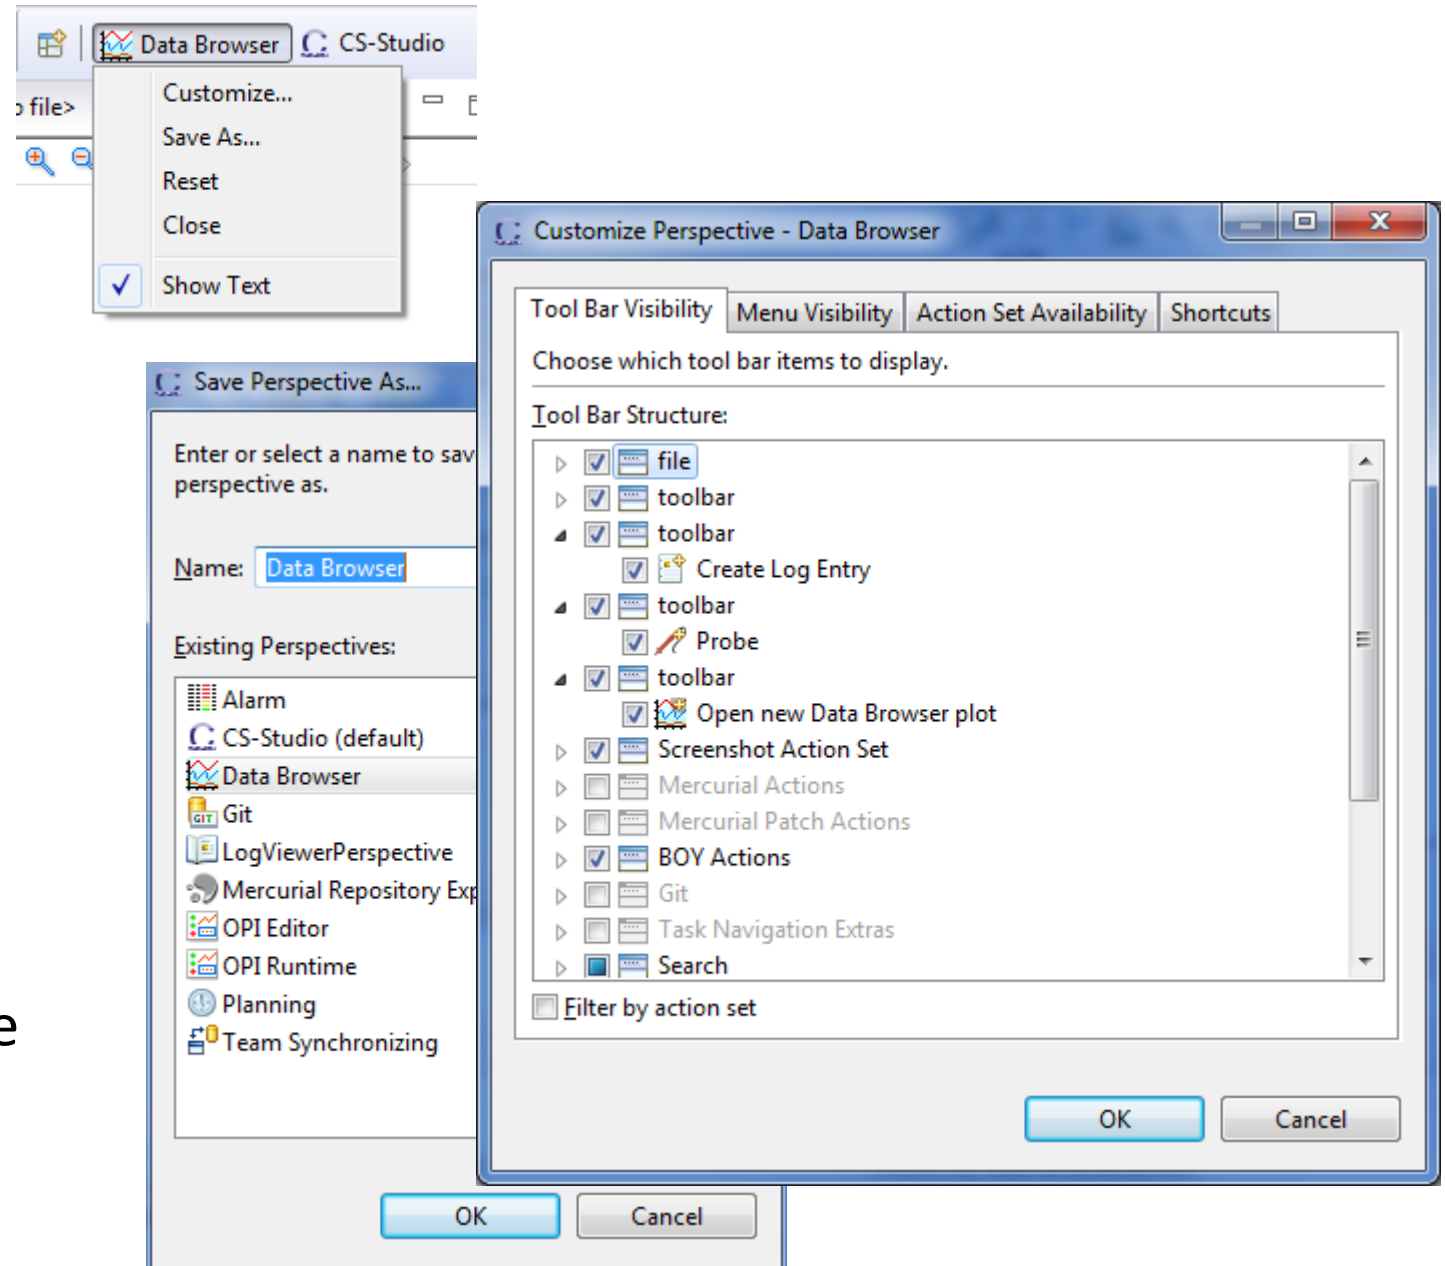 Data Browser
CS-Studio
Customize...
file>
Save As...
Reset
Close
Show Text
Customize Perspective - Data Browser
Tool Bar Visibility
Menu Visibility
Action Set Availability
Shortcuts
Choose which tool bar items to display.
Tool Bar Structure:
file
toolbar
toolbar
Create Log Entry
toolbar
Probe
toolbar
Open new Data Browser plot
Screenshot Action Set
Mercurial Actions
Mercurial Patch Actions
BOY Actions
Git
Task Navigation Extras
Search
Filter by action set
OK
Cancel
Save Perspective As...
Enter or select a name to sav
perspective as.
Name: Data Browser
Existing Perspectives:
Alarm
CS-Studio (default)
Data Browser
GIT
Git
LogViewerPerspective
Mercurial Repository Exp
OPI Editor
OPI Runtime
Planning
Team Synchronizing
OK
Cancel
e